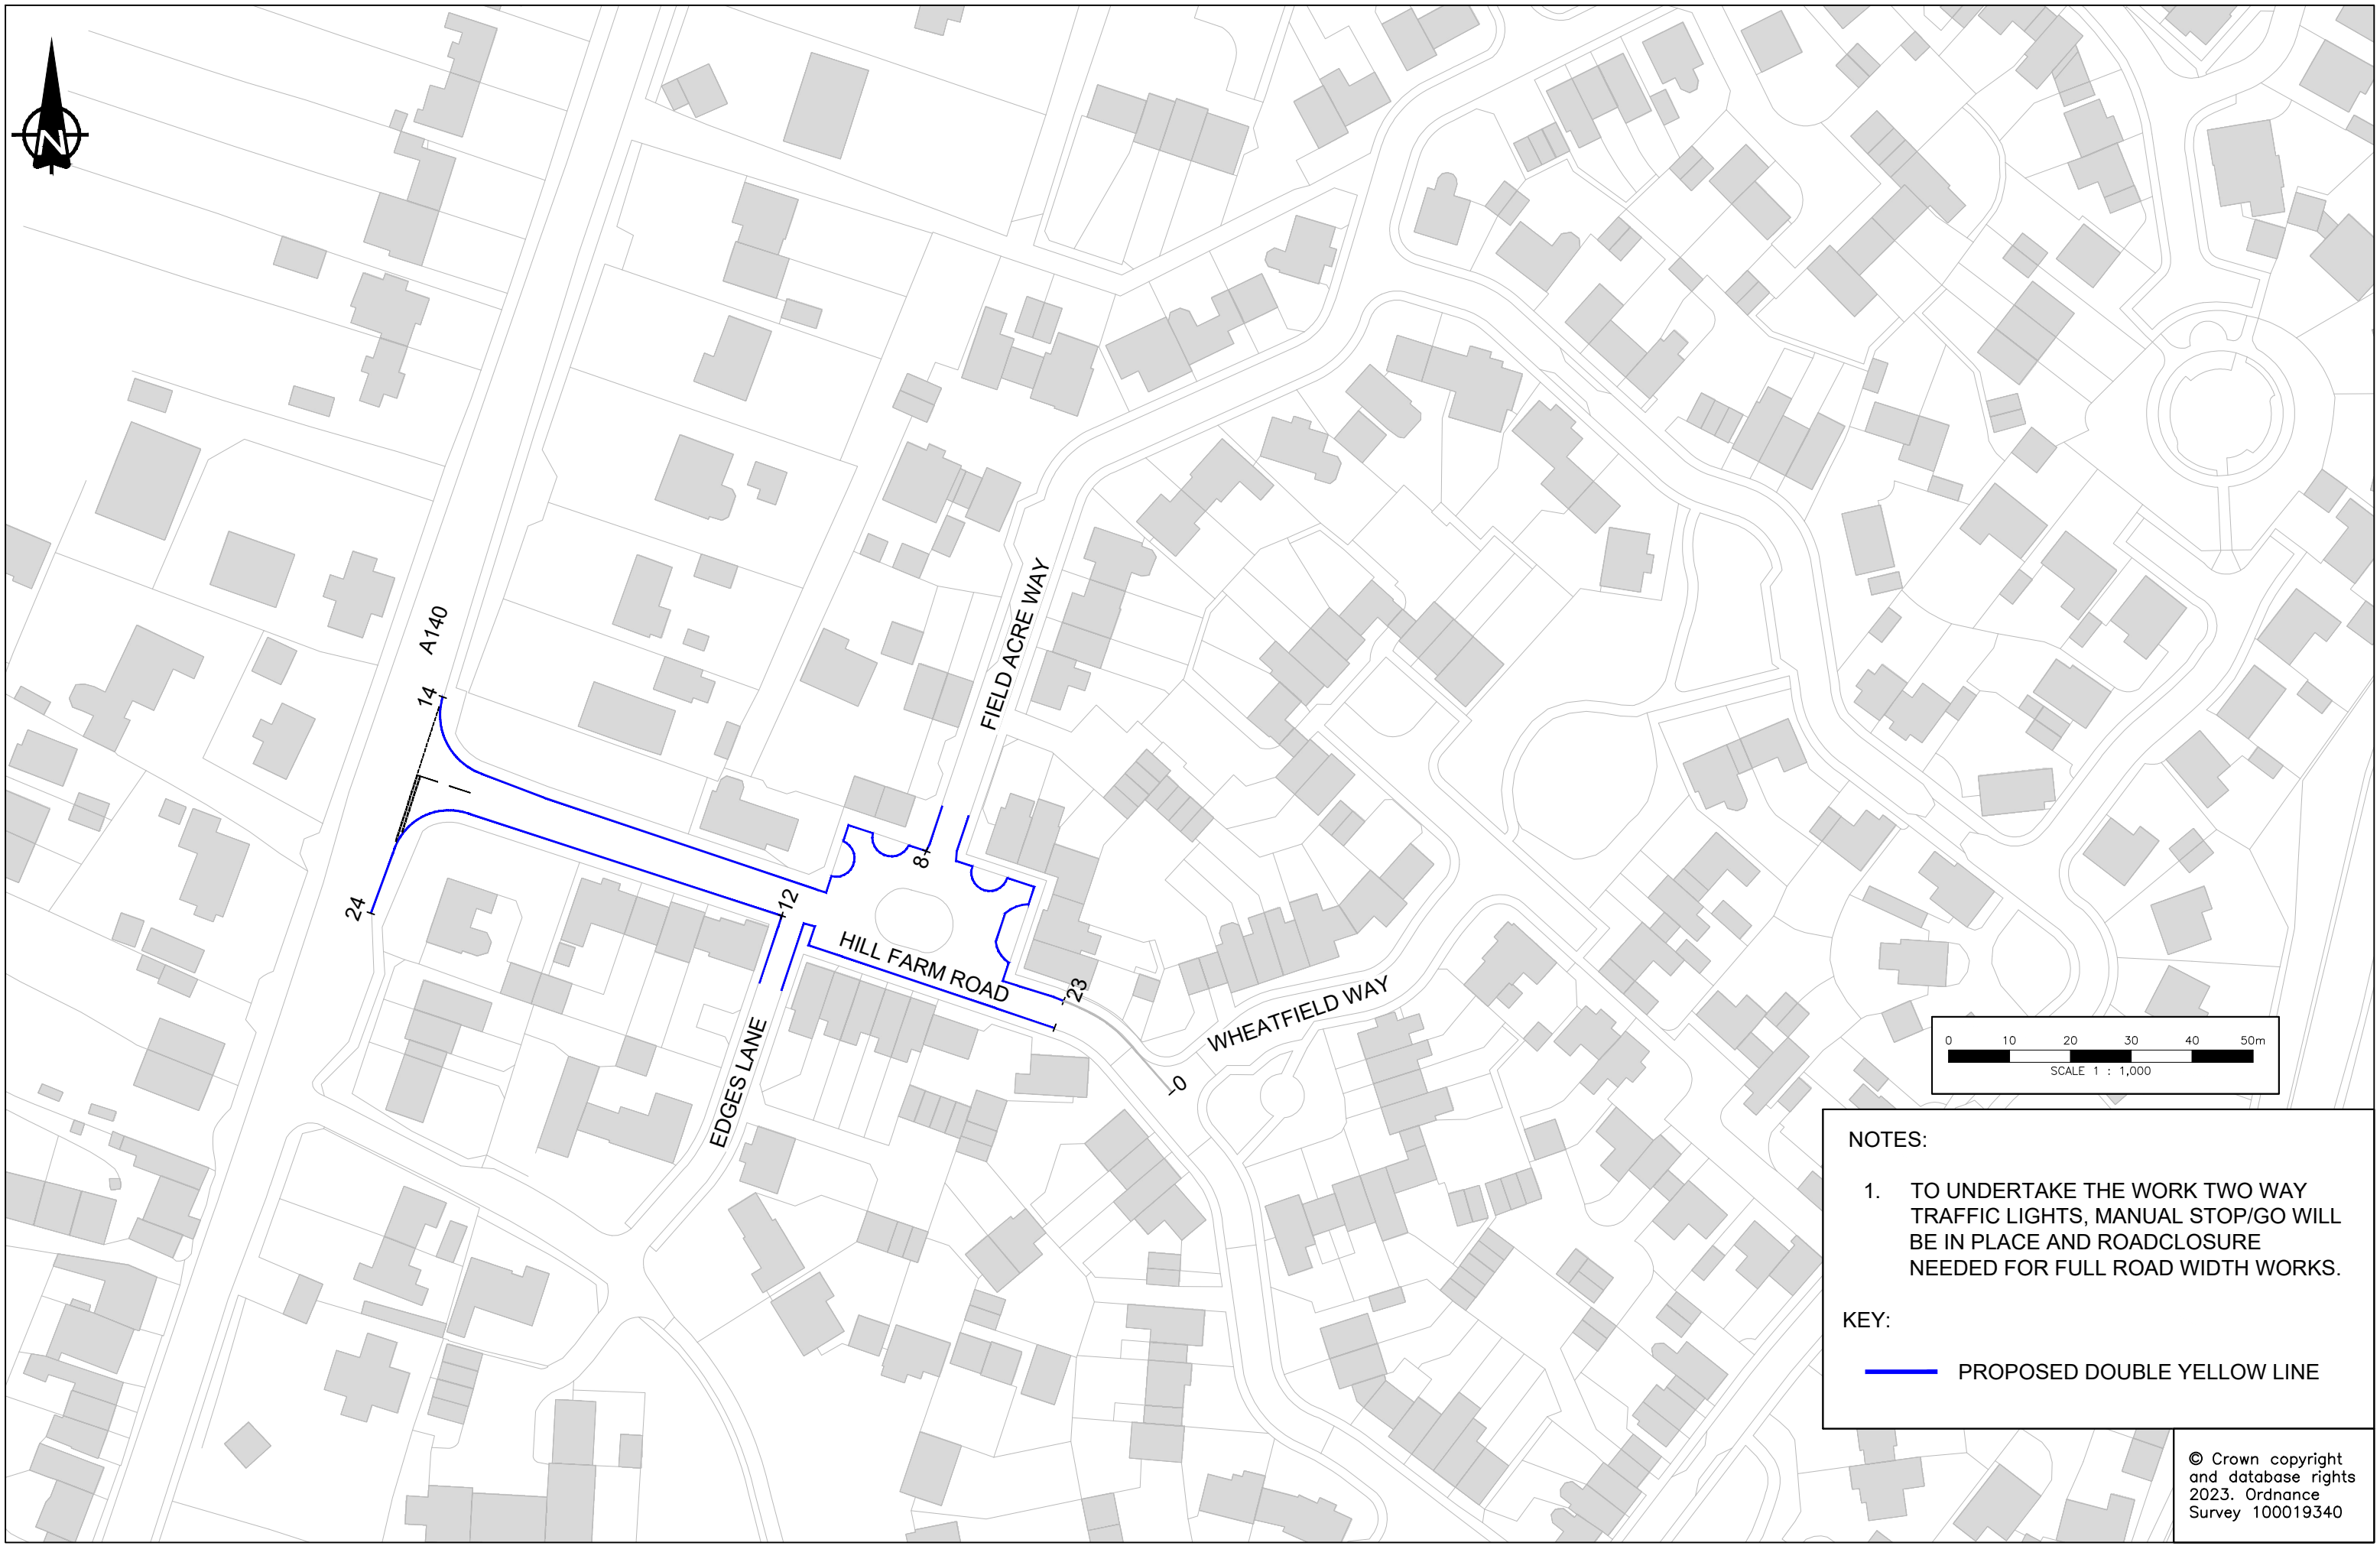 N
A140
14
FIELD ACRE WAY
8
12
24
HILL FARM ROAD
23
WHEATFIELD WAY
EDGES LANE
0
0 10 20 30 40 50m
SCALE 1 : 1,000
NOTES:
1. TO UNDERTAKE THE WORK TWO WAY
TRAFFIC LIGHTS, MANUAL STOP/GO WILL
BE IN PLACE AND ROADCLOSURE
NEEDED FOR FULL ROAD WIDTH WORKS.
KEY:
PROPOSED DOUBLE YELLOW LINE
© Crown copyright
and database rights
2023. Ordnance
Survey 100019340